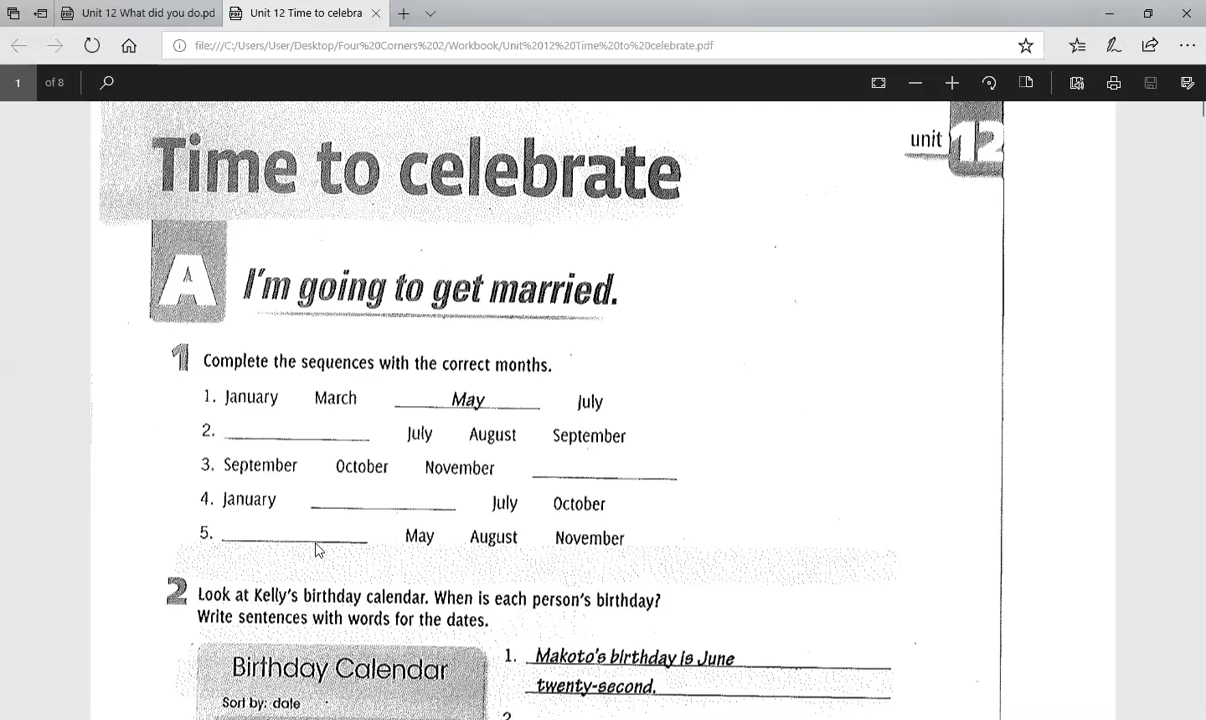 Unit 12 What did you do.pd Unit 12 Time to celebra
file:///C:/Users/User/Desktop/Four%20Corners%202/Workbook/Unit%2012%20Time%20to%20celebrate.pdf
1 of 8
Time to celebrate
unit 12
A I'm going to get married.
1 Complete the sequences with the correct months.
1. January March May July
2. July August September
3. September October November
4. January July October
5. May August November
2 Look at Kelly's birthday calendar. When is each person's birthday?
Write sentences with words for the dates.
Birthday Calendar
Sort by: date
1. Makoto's birthday is June
twenty-second.
2